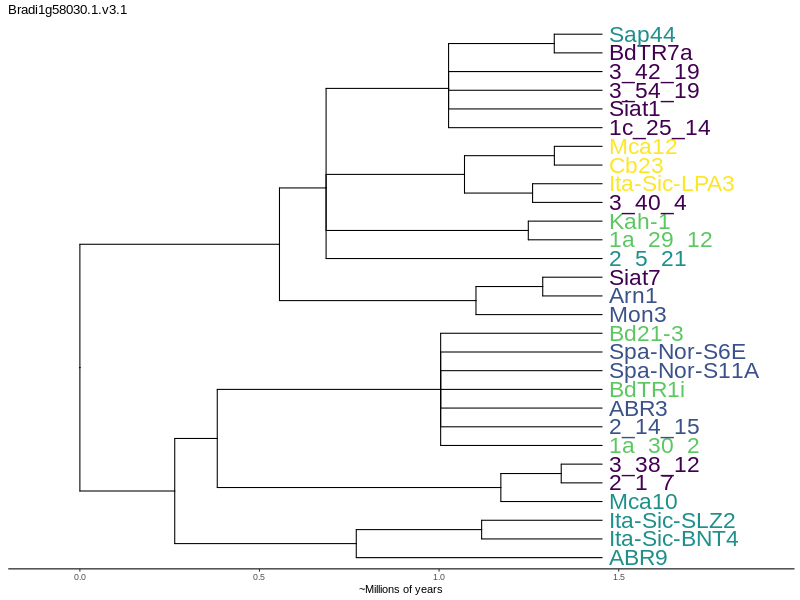 Bradi1g58030.1.v3.1
Sap44
BdTR7a
3_42_19
3_54_19
Siat1
1c_25_14
Mca12
Cb23
Ita-Sic-LPA3
3_40_4
Kah-1
1a_29_12
2_5_21
Siat7
Arn1
Mon3
Bd21-3
Spa-Nor-S6E
Spa-Nor-S11A
BdTR1i
ABR3
2_14_15
1a_30_2
3_38_12
2_1_7
Mca10
Ita-Sic-SLZ2
Ita-Sic-BNT4
ABR9
0.0 0.5 1.0 1.5
~Millions of years